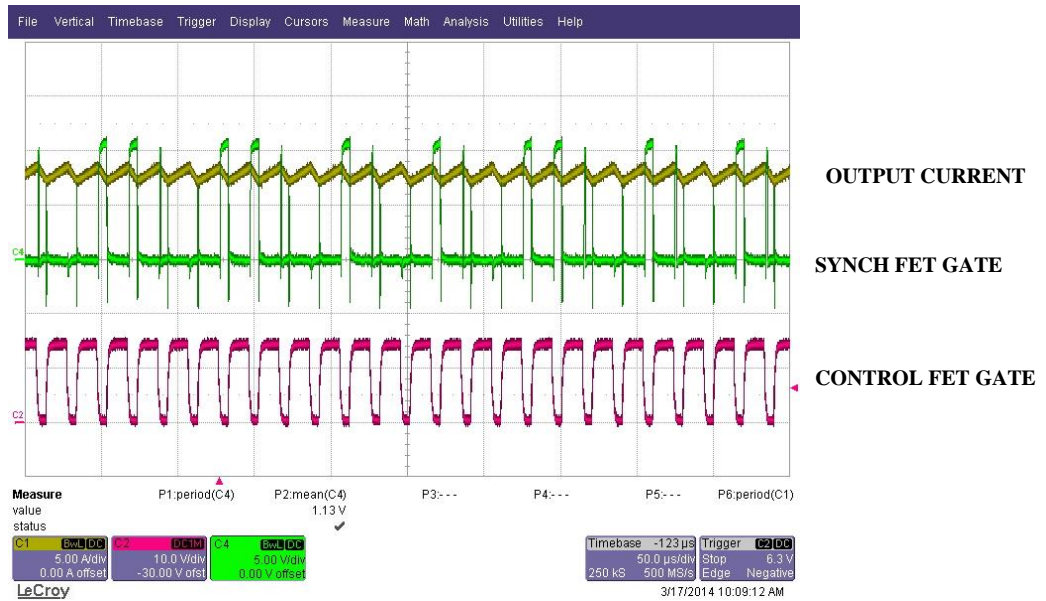 File Vertical Timebase Trigger Display Cursors Measure Math Analysis Utilities Help
OUTPUT CURRENT
C4
SYNCH FET GATE
CONTROL FET GATE
C2
Measure P1:period(C4) P2:mean(C4) P3:- - - P4:- - - P5:- - - P6:period(C1)
value 1.13 V
status ✔
C1 BwL DC
5.00 A/div
0.00 A offset
C2 DC1M
10.0 V/div
-30.00 V ofst
C4 BwL DC
5.00 V/div
0.00 V offset
Timebase -123 µs
50.0 µs/div
250 kS 500 MS/s
Trigger C2 DC
Stop 6.3 V
Edge Negative
LeCroy
3/17/2014 10:09:12 AM